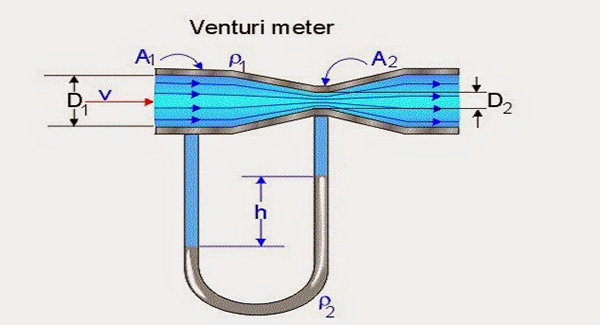 Venturi meter
A1 ρ1 A2
D1 v D2
h
ρ2